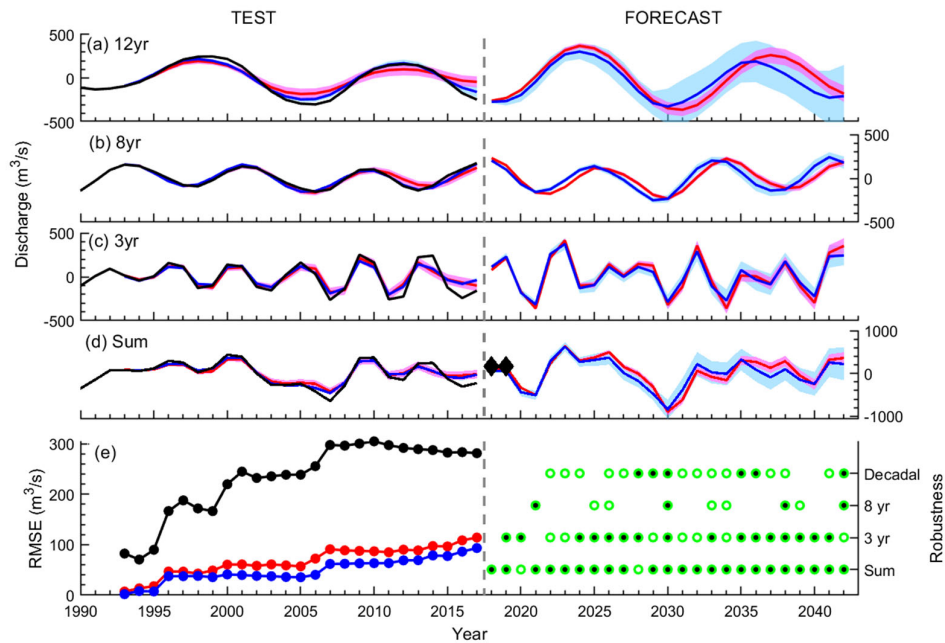 TEST FORECAST
500 (a) 12yr
0
-500
(b) 8yr 500
0
-500
500 (c) 3yr
0
-500
(d) Sum 1000
0
-1000
Discharge (m³/s)
300 (e)
200
100
0
RMSE (m³/s)
Decadal
8 yr
3 yr
Sum
Robustness
1990 1995 2000 2005 2010 2015 2020 2025 2030 2035 2040
Year